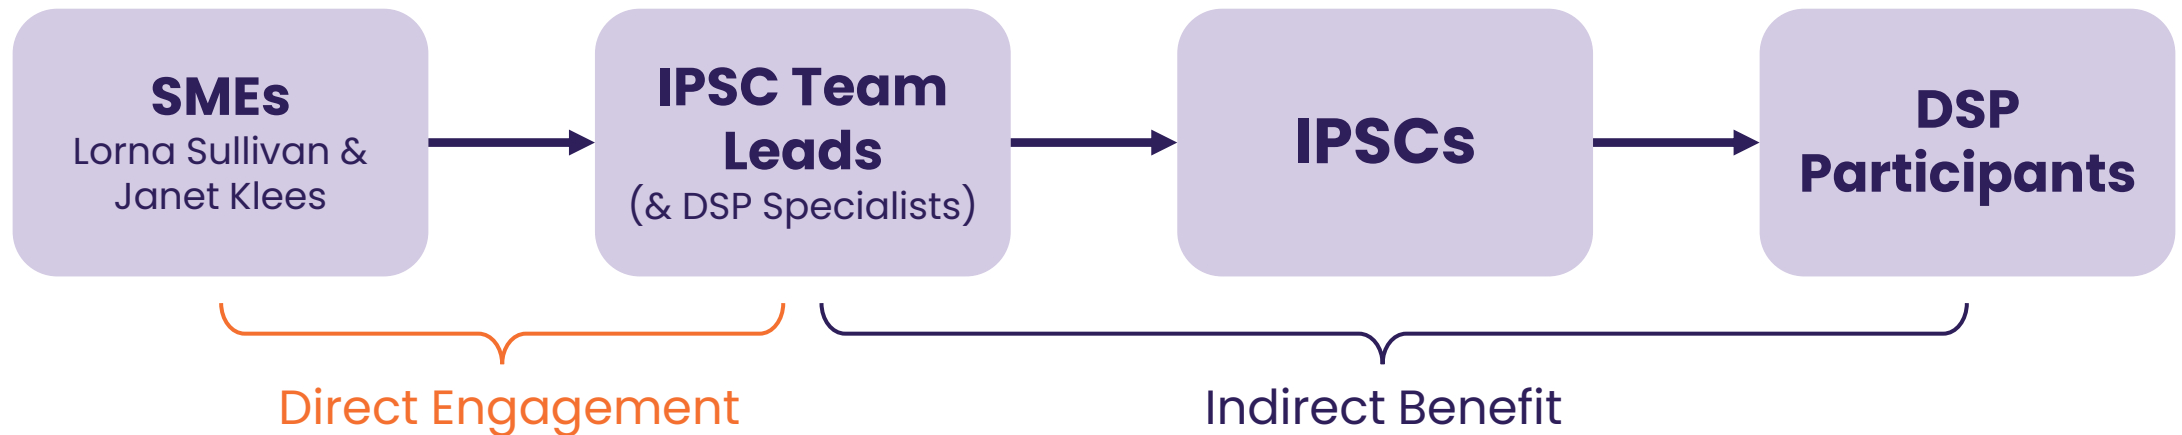 SMEs
Lorna Sullivan &
Janet Klees
IPSC Team
Leads
(& DSP Specialists)
IPSCs
DSP
Participants
Direct Engagement
Indirect Benefit